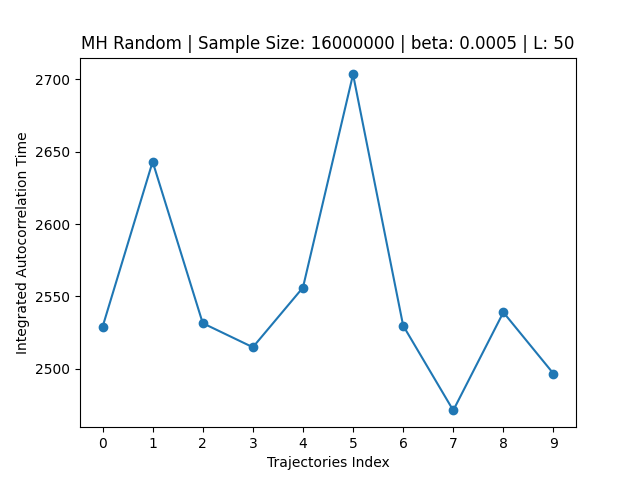 MH Random | Sample Size: 16000000 | beta: 0.0005 | L: 50
Integrated Autocorrelation Time
2700
2650
2600
2550
2500
0 1 2 3 4 5 6 7 8 9
Trajectories Index